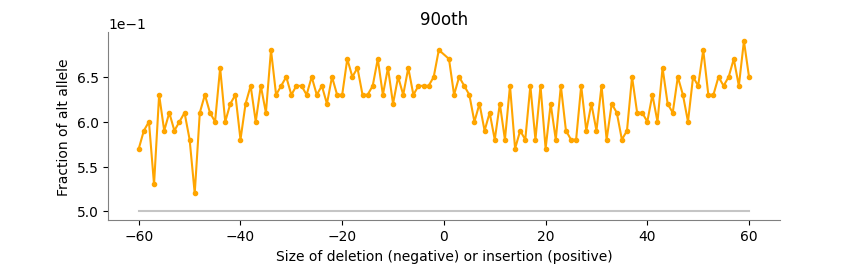 90oth
1e−1
6.5
6.0
5.5
5.0
Fraction of alt allele
−60 −40 −20 0 20 40 60
Size of deletion (negative) or insertion (positive)